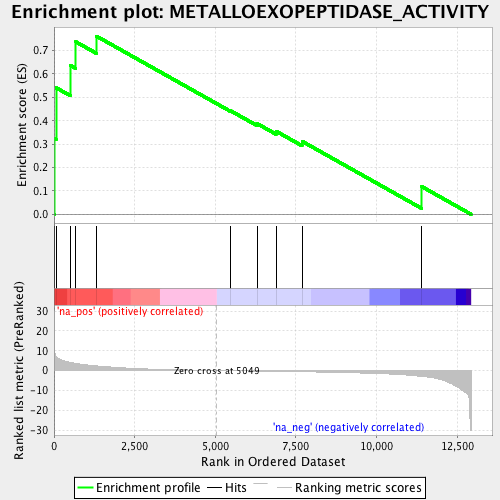 Enrichment plot: METALLOEXOPEPTIDASE_ACTIVITY
Enrichment score (ES)
0.7
0.6
0.5
0.4
0.3
0.2
0.1
0.0
'na_pos' (positively correlated)
Ranked list metric (PreRanked)
30
20
10
0
-10
-20
-30
Zero cross at 5049
'na_neg' (negatively correlated)
0
2,500
5,000
7,500
10,000
12,500
Rank in Ordered Dataset
Enrichment profile
Hits
Ranking metric scores